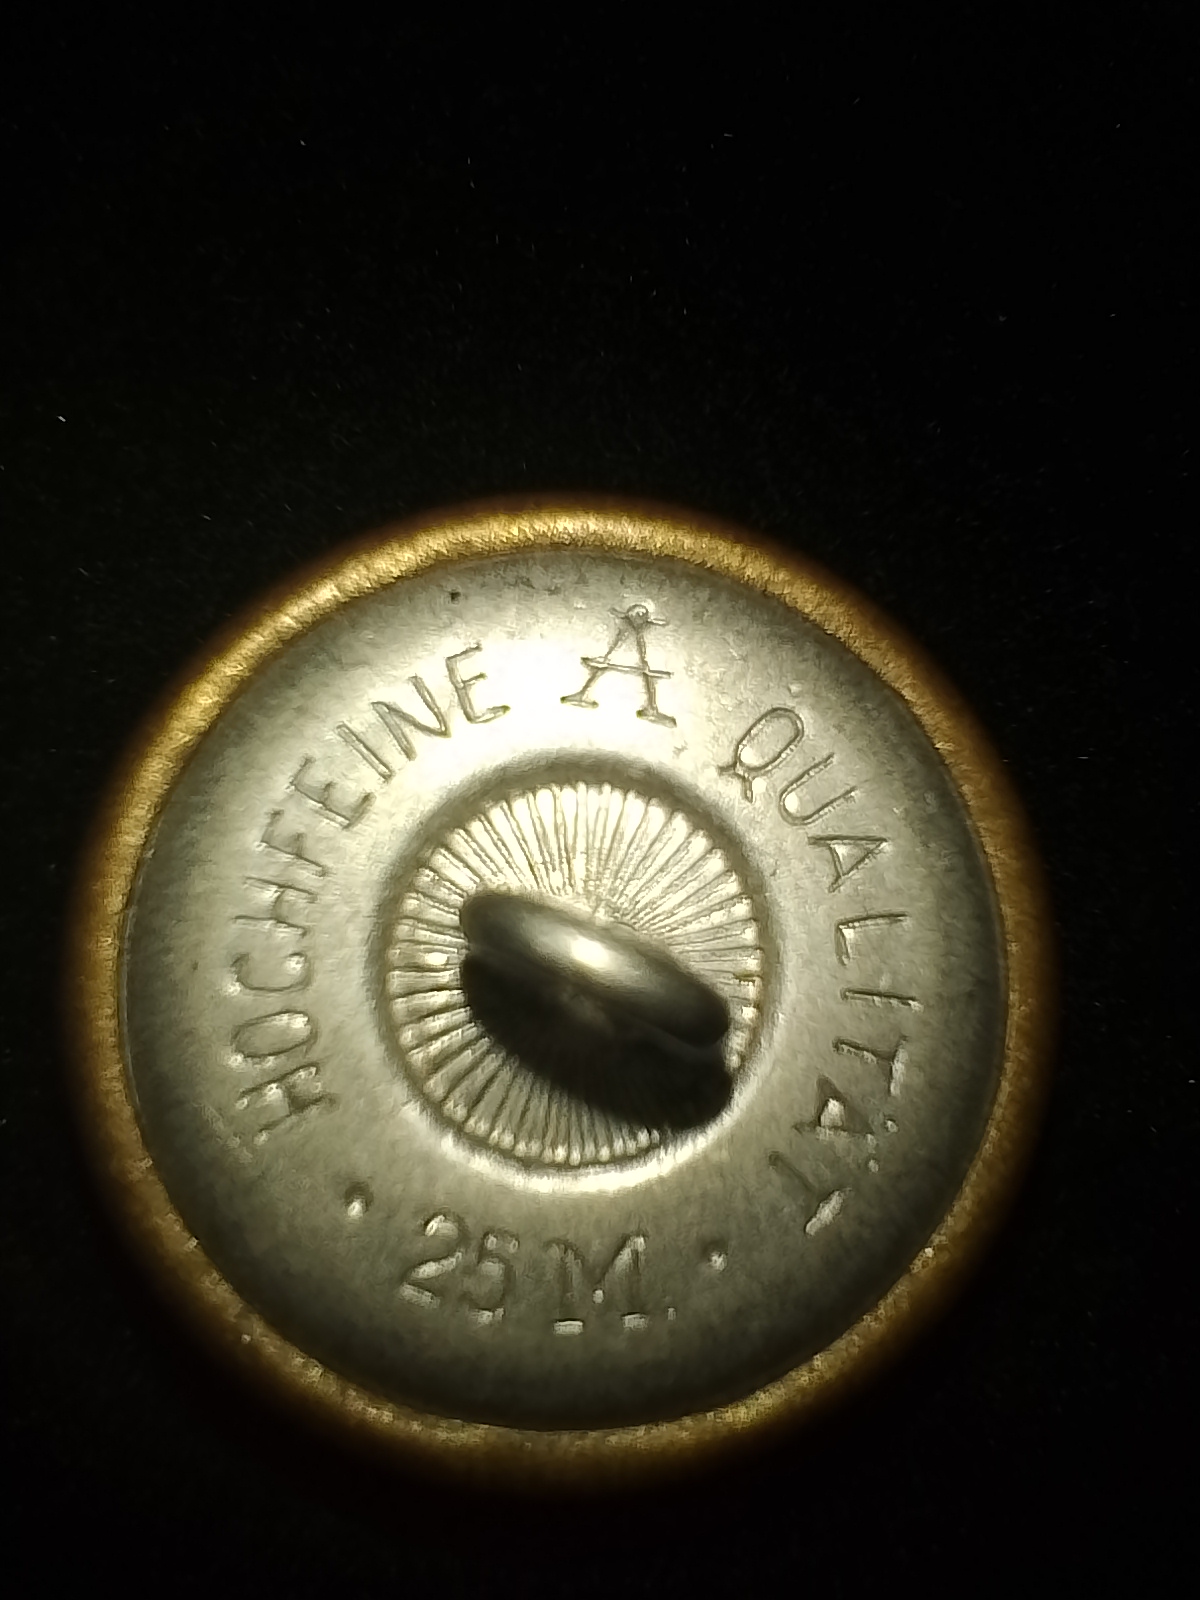 HOCHFEINE A QUALITÄT
· 25 M ·